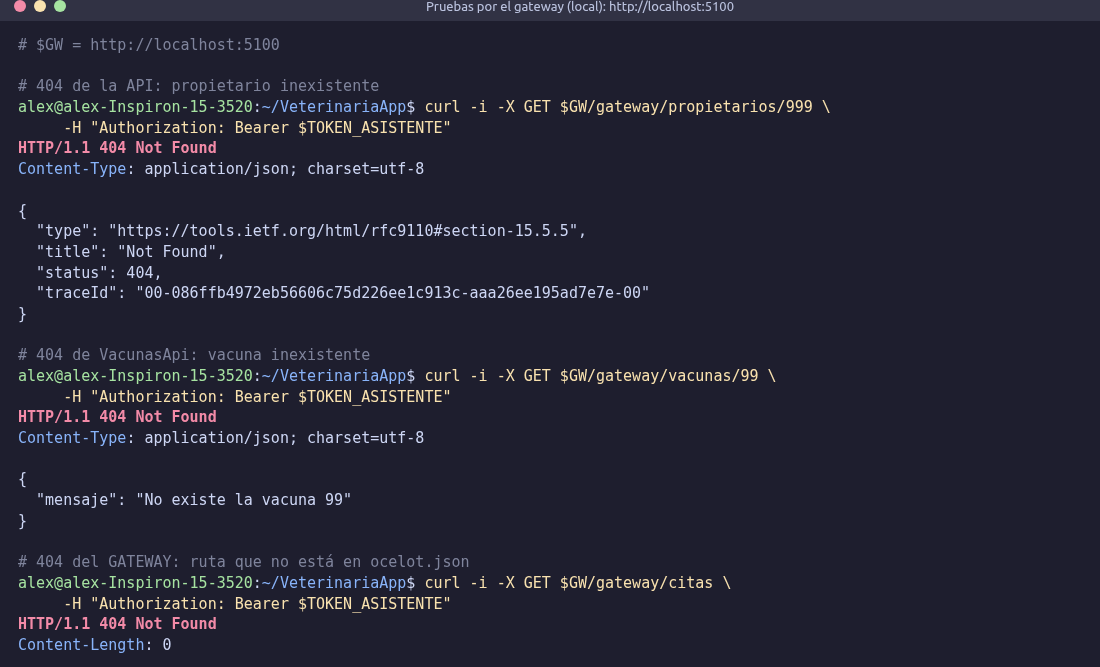 Pruebas por el gateway (local): http://localhost:5100
# $GW = http://localhost:5100
# 404 de la API: propietario inexistente
alex@alex-Inspiron-15-3520:~/VeterinariaApp$ curl -i -X GET $GW/gateway/propietarios/999 \
     -H "Authorization: Bearer $TOKEN_ASISTENTE"
HTTP/1.1 404 Not Found
Content-Type: application/json; charset=utf-8
{
  "type": "https://tools.ietf.org/html/rfc9110#section-15.5.5",
  "title": "Not Found",
  "status": 404,
  "traceId": "00-086ffb4972eb56606c75d226ee1c913c-aaa26ee195ad7e7e-00"
}
# 404 de VacunasApi: vacuna inexistente
alex@alex-Inspiron-15-3520:~/VeterinariaApp$ curl -i -X GET $GW/gateway/vacunas/99 \
     -H "Authorization: Bearer $TOKEN_ASISTENTE"
HTTP/1.1 404 Not Found
Content-Type: application/json; charset=utf-8
{
  "mensaje": "No existe la vacuna 99"
}
# 404 del GATEWAY: ruta que no está en ocelot.json
alex@alex-Inspiron-15-3520:~/VeterinariaApp$ curl -i -X GET $GW/gateway/citas \
     -H "Authorization: Bearer $TOKEN_ASISTENTE"
HTTP/1.1 404 Not Found
Content-Length: 0